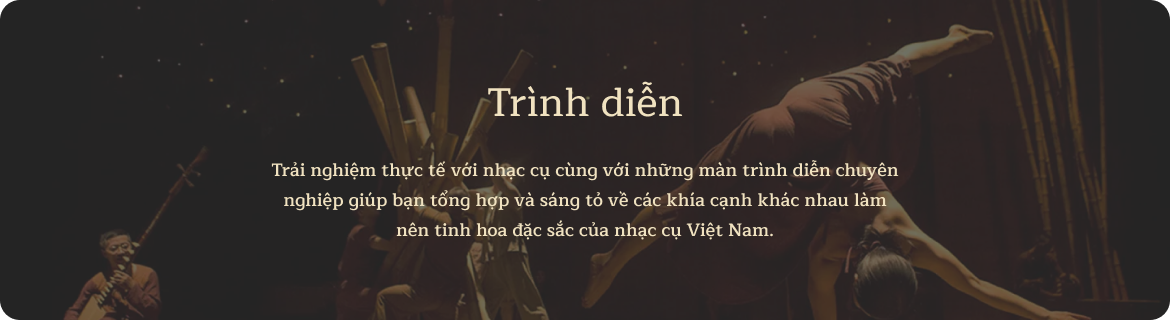 Trình diễn
Trải nghiệm thực tế với nhạc cụ cùng với những màn trình diễn chuyên
nghiệp giúp bạn tổng hợp và sáng tỏ về các khía cạnh khác nhau làm
nên tinh hoa đặc sắc của nhạc cụ Việt Nam.